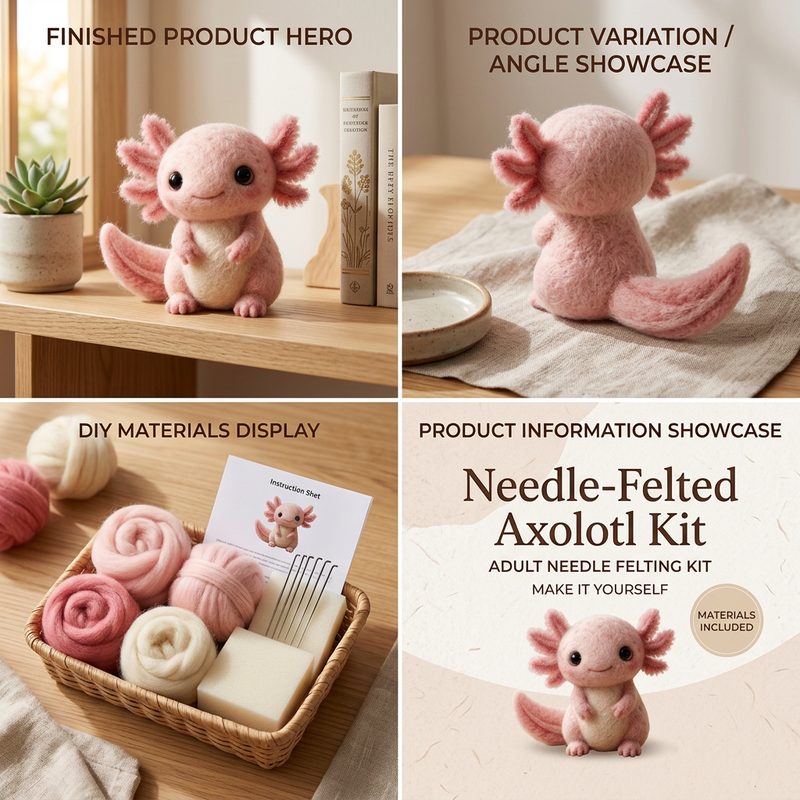 FINISHED PRODUCT HERO
PRODUCT VARIATION /
ANGLE SHOWCASE
DIY MATERIALS DISPLAY
Instruction Shet
PRODUCT INFORMATION SHOWCASE
Needle-Felted
Axolotl Kit
ADULT NEEDLE FELTING KIT
MAKE IT YOURSELF
MATERIALS
INCLUDED